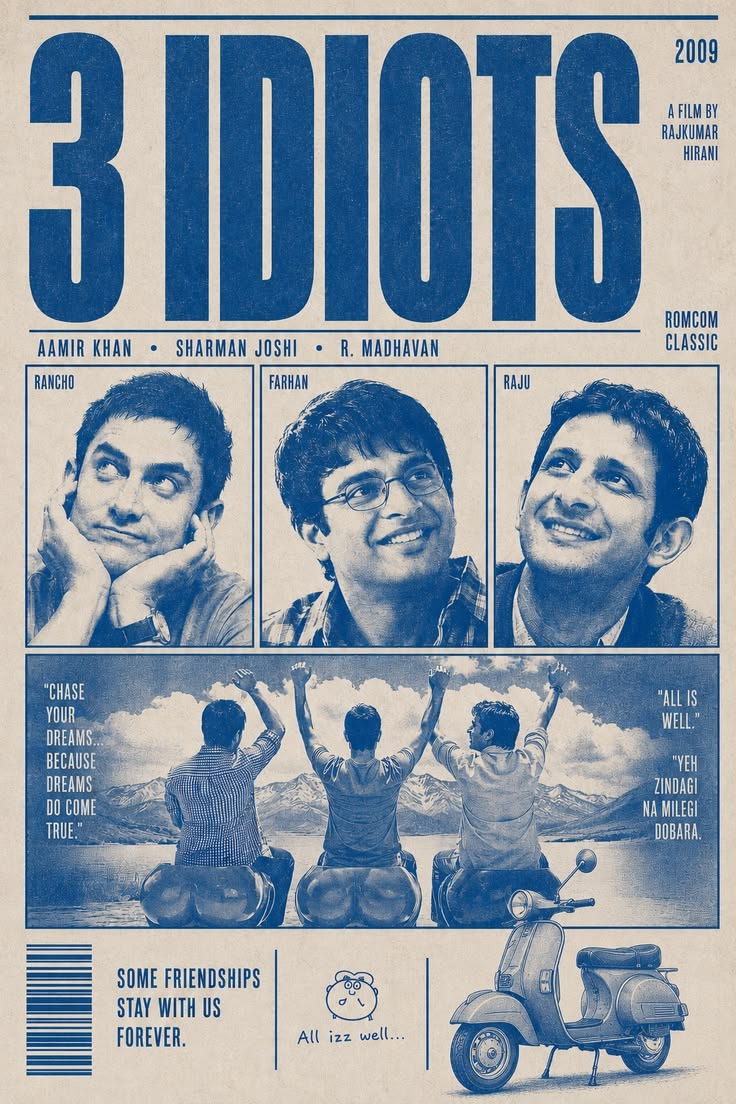 3 IDIOTS
2009
A FILM BY
RAJKUMAR
HIRANI
ROMCOM
CLASSIC
AAMIR KHAN • SHARMAN JOSHI • R. MADHAVAN
RANCHO
FARHAN
RAJU
"CHASE
YOUR
DREAMS...
BECAUSE
DREAMS
DO COME
TRUE."
"ALL IS
WELL."
"YEH
ZINDAGI
NA MILEGI
DOBARA.
SOME FRIENDSHIPS
STAY WITH US
FOREVER.
All izz well...